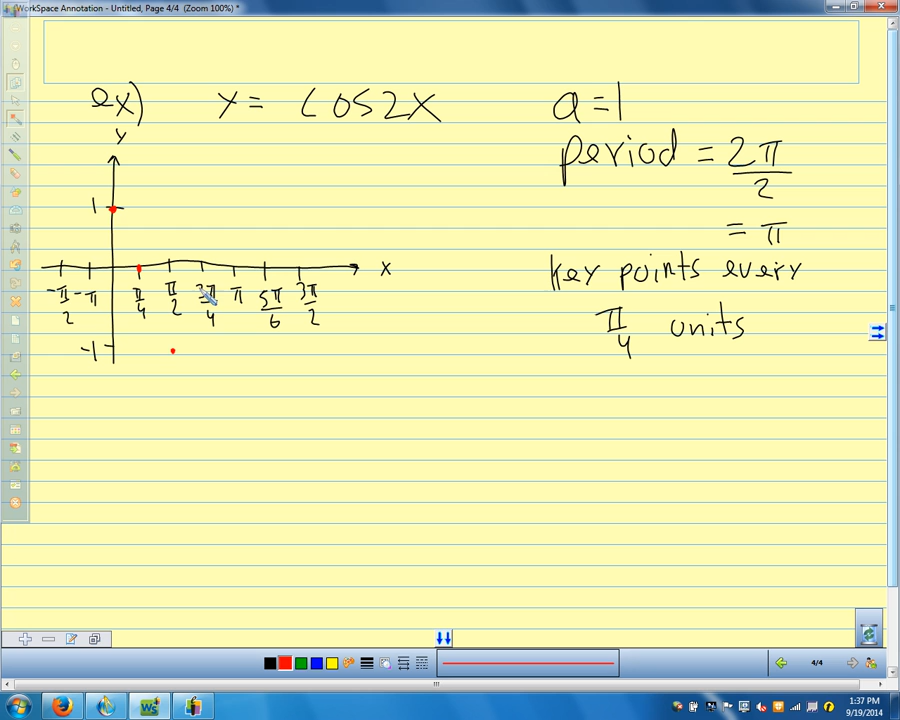 WorkSpace Annotation - Untitled, Page 4/4 (Zoom 100%) *
ex) y = cos2x a=1
period = 2π/2
= π
key points every
π/4 units
y
1
x
-π/2 -π π/4 π/2 3π/4 π 5π/6 3π/2
-1
4/4
1:37 PM
9/19/2014